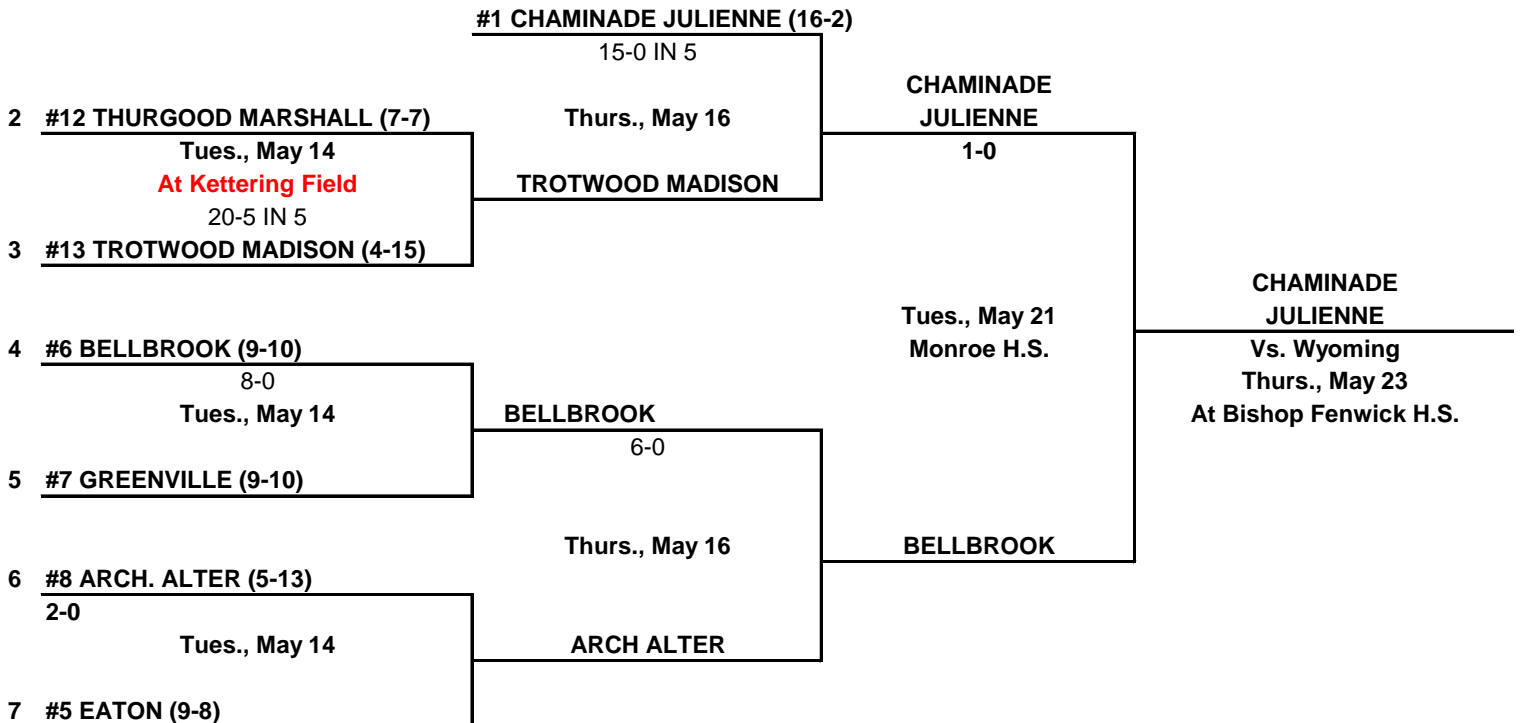 #1 CHAMINADE JULIENNE (16-2)
15-0 IN 5
CHAMINADE
2 #12 THURGOOD MARSHALL (7-7) Thurs., May 16 JULIENNE
Tues., May 14 1-0
At Kettering Field TROTWOOD MADISON
20-5 IN 5
3 #13 TROTWOOD MADISON (4-15)
CHAMINADE
Tues., May 21 JULIENNE
4 #6 BELLBROOK (9-10) Monroe H.S. Vs. Wyoming
8-0 Thurs., May 23
Tues., May 14 BELLBROOK At Bishop Fenwick H.S.
6-0
5 #7 GREENVILLE (9-10)
Thurs., May 16 BELLBROOK
6 #8 ARCH. ALTER (5-13)
2-0
Tues., May 14 ARCH ALTER
7 #5 EATON (9-8)